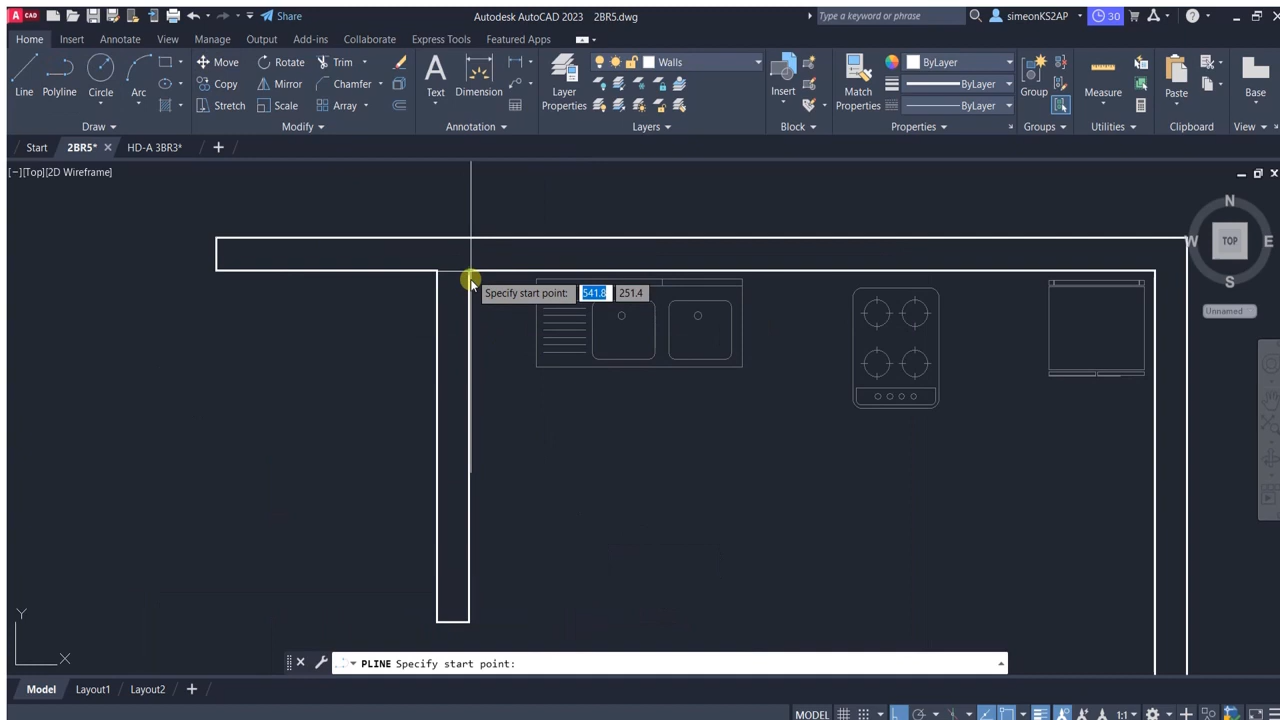 CAD
Share
Autodesk AutoCAD 2023 2BR5.dwg
Type a keyword or phrase
simeonKS2AP
30
Home Insert Annotate View Manage Output Add-ins Collaborate Express Tools Featured Apps
Move Rotate Trim
Walls
ByLayer
Copy Mirror Chamfer
ByLayer
Line Polyline Circle Arc
Text Dimension
Layer Properties
Insert
Match Properties
Group
Measure
Paste
Base
Stretch Scale Array
ByLayer
Draw Modify Annotation Layers Block Properties Groups Utilities Clipboard View
Start 2BR5* HD-A 3BR3*
[−][Top][2D Wireframe]
N
W TOP E
S
Unnamed
Specify start point: 541.8 251.4
Y
X
PLINE Specify start point:
Model Layout1 Layout2
MODEL 1:1